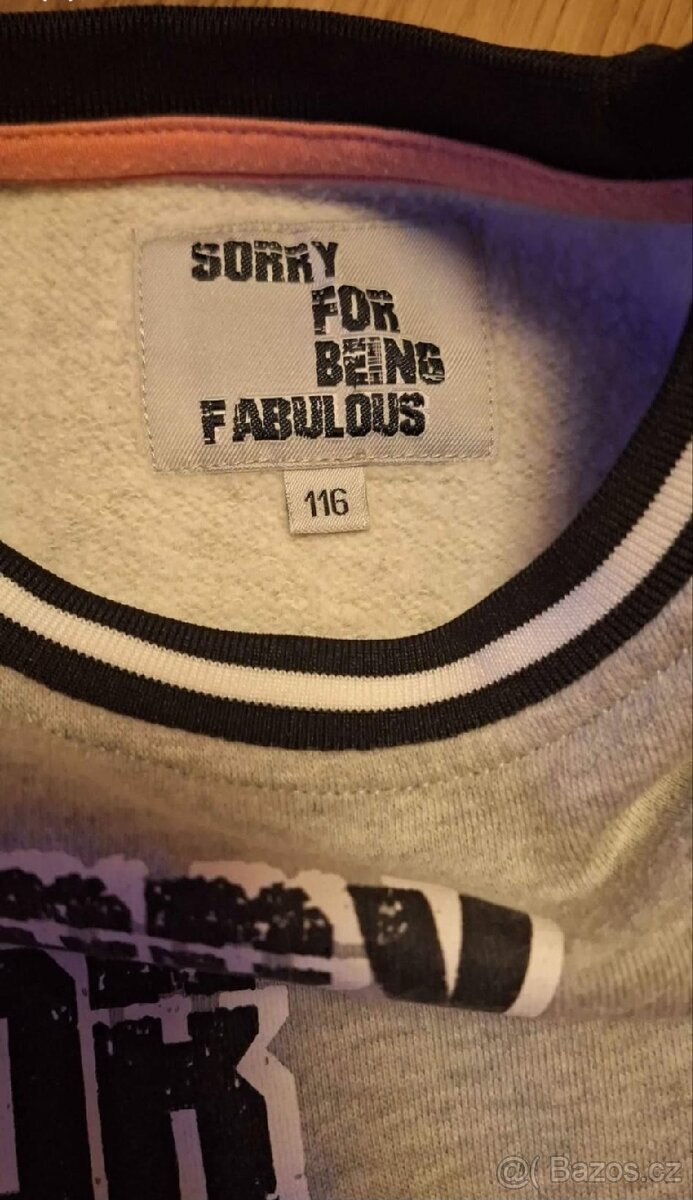 SORRY
FOR
BEING
FABULOUS
116
@( Bazos.cz